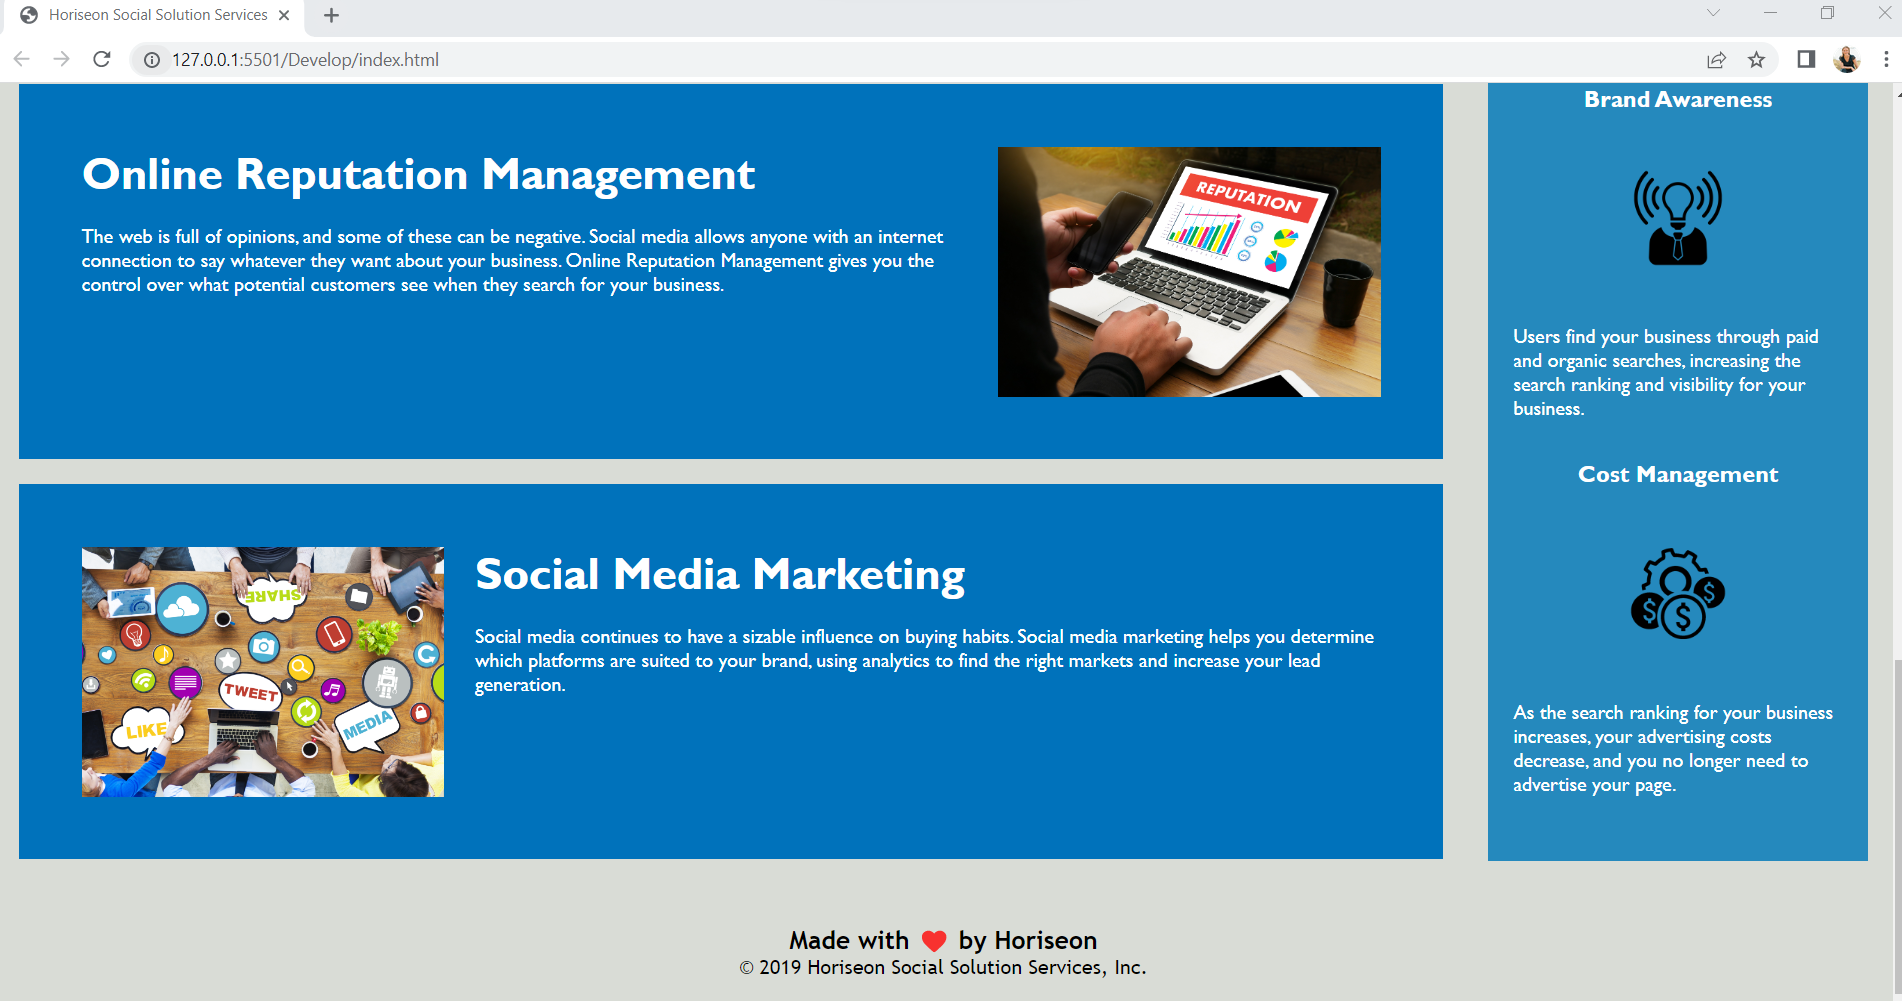 Horiseon Social Solution Services
127.0.0.1:5501/Develop/index.html
Online Reputation Management
The web is full of opinions, and some of these can be negative. Social media allows anyone with an internet
connection to say whatever they want about your business. Online Reputation Management gives you the
control over what potential customers see when they search for your business.
REPUTATION
Social Media Marketing
Social media continues to have a sizable influence on buying habits. Social media marketing helps you determine
which platforms are suited to your brand, using analytics to find the right markets and increase your lead
generation.
SHARE
TWEET
LIKE
MEDIA
Brand Awareness
Users find your business through paid
and organic searches, increasing the
search ranking and visibility for your
business.
Cost Management
$
$
$
As the search ranking for your business
increases, your advertising costs
decrease, and you no longer need to
advertise your page.
Made with ❤ by Horiseon
© 2019 Horiseon Social Solution Services, Inc.